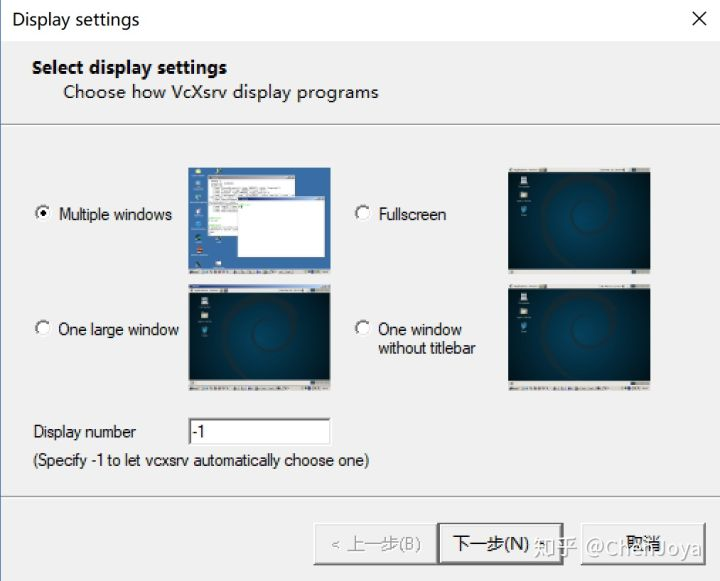 Display settings
Select display settings
Choose how VcXsrv display programs
Multiple windows
Fullscreen
One large window
One window
without titlebar
Display number
-1
(Specify -1 to let vcxsrv automatically choose one)
< 上一步(B)
下一步(N) >
取消
知乎 @ChenJoya